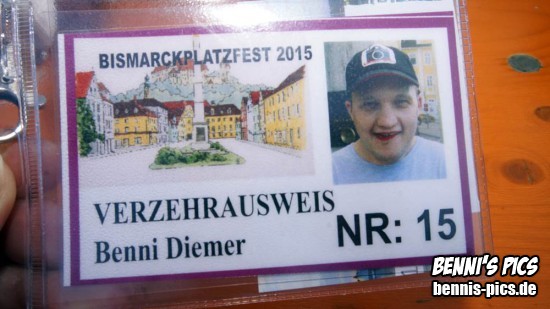 BISMARCKPLATZFEST 2015
VERZEHRAUSWEIS
Benni Diemer
NR: 15
BENNI'S PICS
bennis-pics.de